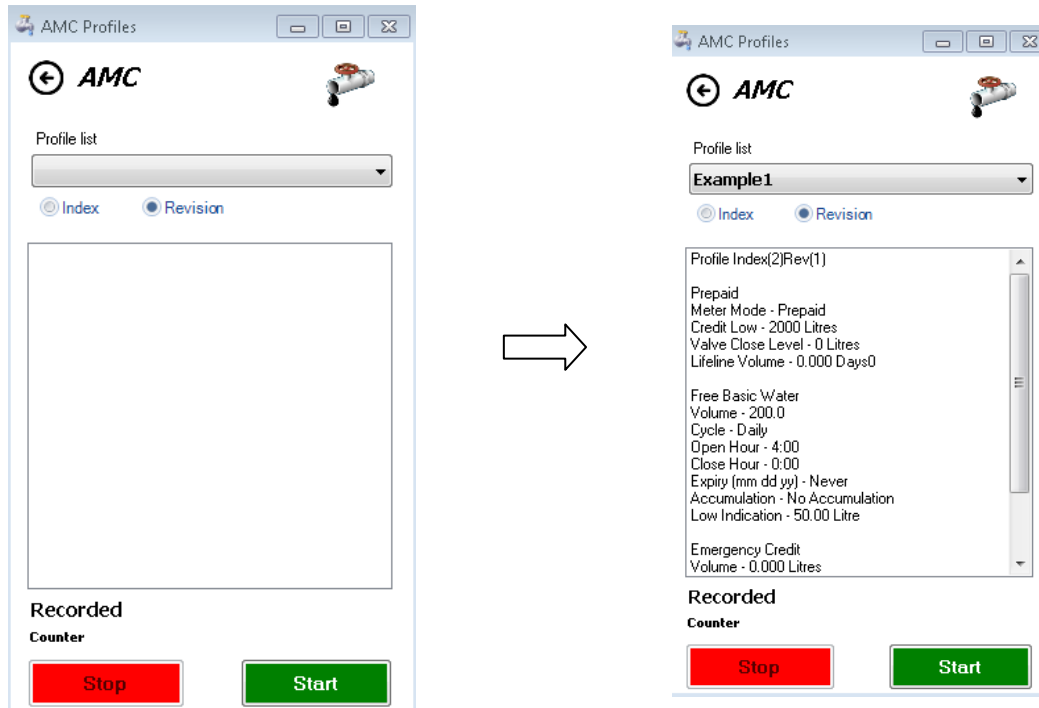 AMC Profiles
AMC
Profile list
Index Revision
Recorded
Counter
Stop Start
AMC Profiles
AMC
Profile list
Example1
Index Revision
Profile Index(2)Rev(1)
Prepaid
Meter Mode - Prepaid
Credit Low - 2000 Litres
Valve Close Level - 0 Litres
Lifeline Volume - 0.000 Days0
Free Basic Water
Volume - 200.0
Cycle - Daily
Open Hour - 4:00
Close Hour - 0:00
Expiry (mm dd yy) - Never
Accumulation - No Accumulation
Low Indication - 50.00 Litre
Emergency Credit
Volume - 0.000 Litres
Recorded
Counter
Stop Start